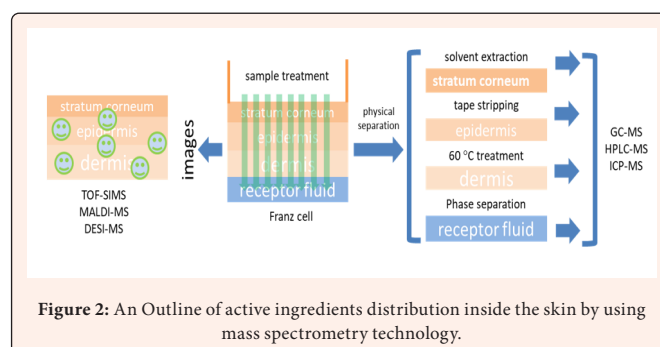 stratum corneum
epidermis
dermis
TOF-SIMS
MALDI-MS
DESI-MS
images
sample treatment
stratum corneum
epidermis
dermis
receptor fluid
Franz cell
physical
separation
solvent extraction
stratum corneum
tape stripping
epidermis
60 °C treatment
dermis
Phase separation
receptor fluid
GC-MS
HPLC-MS
ICP-MS
Figure 2: An Outline of active ingredients distribution inside the skin by using
mass spectrometry technology.